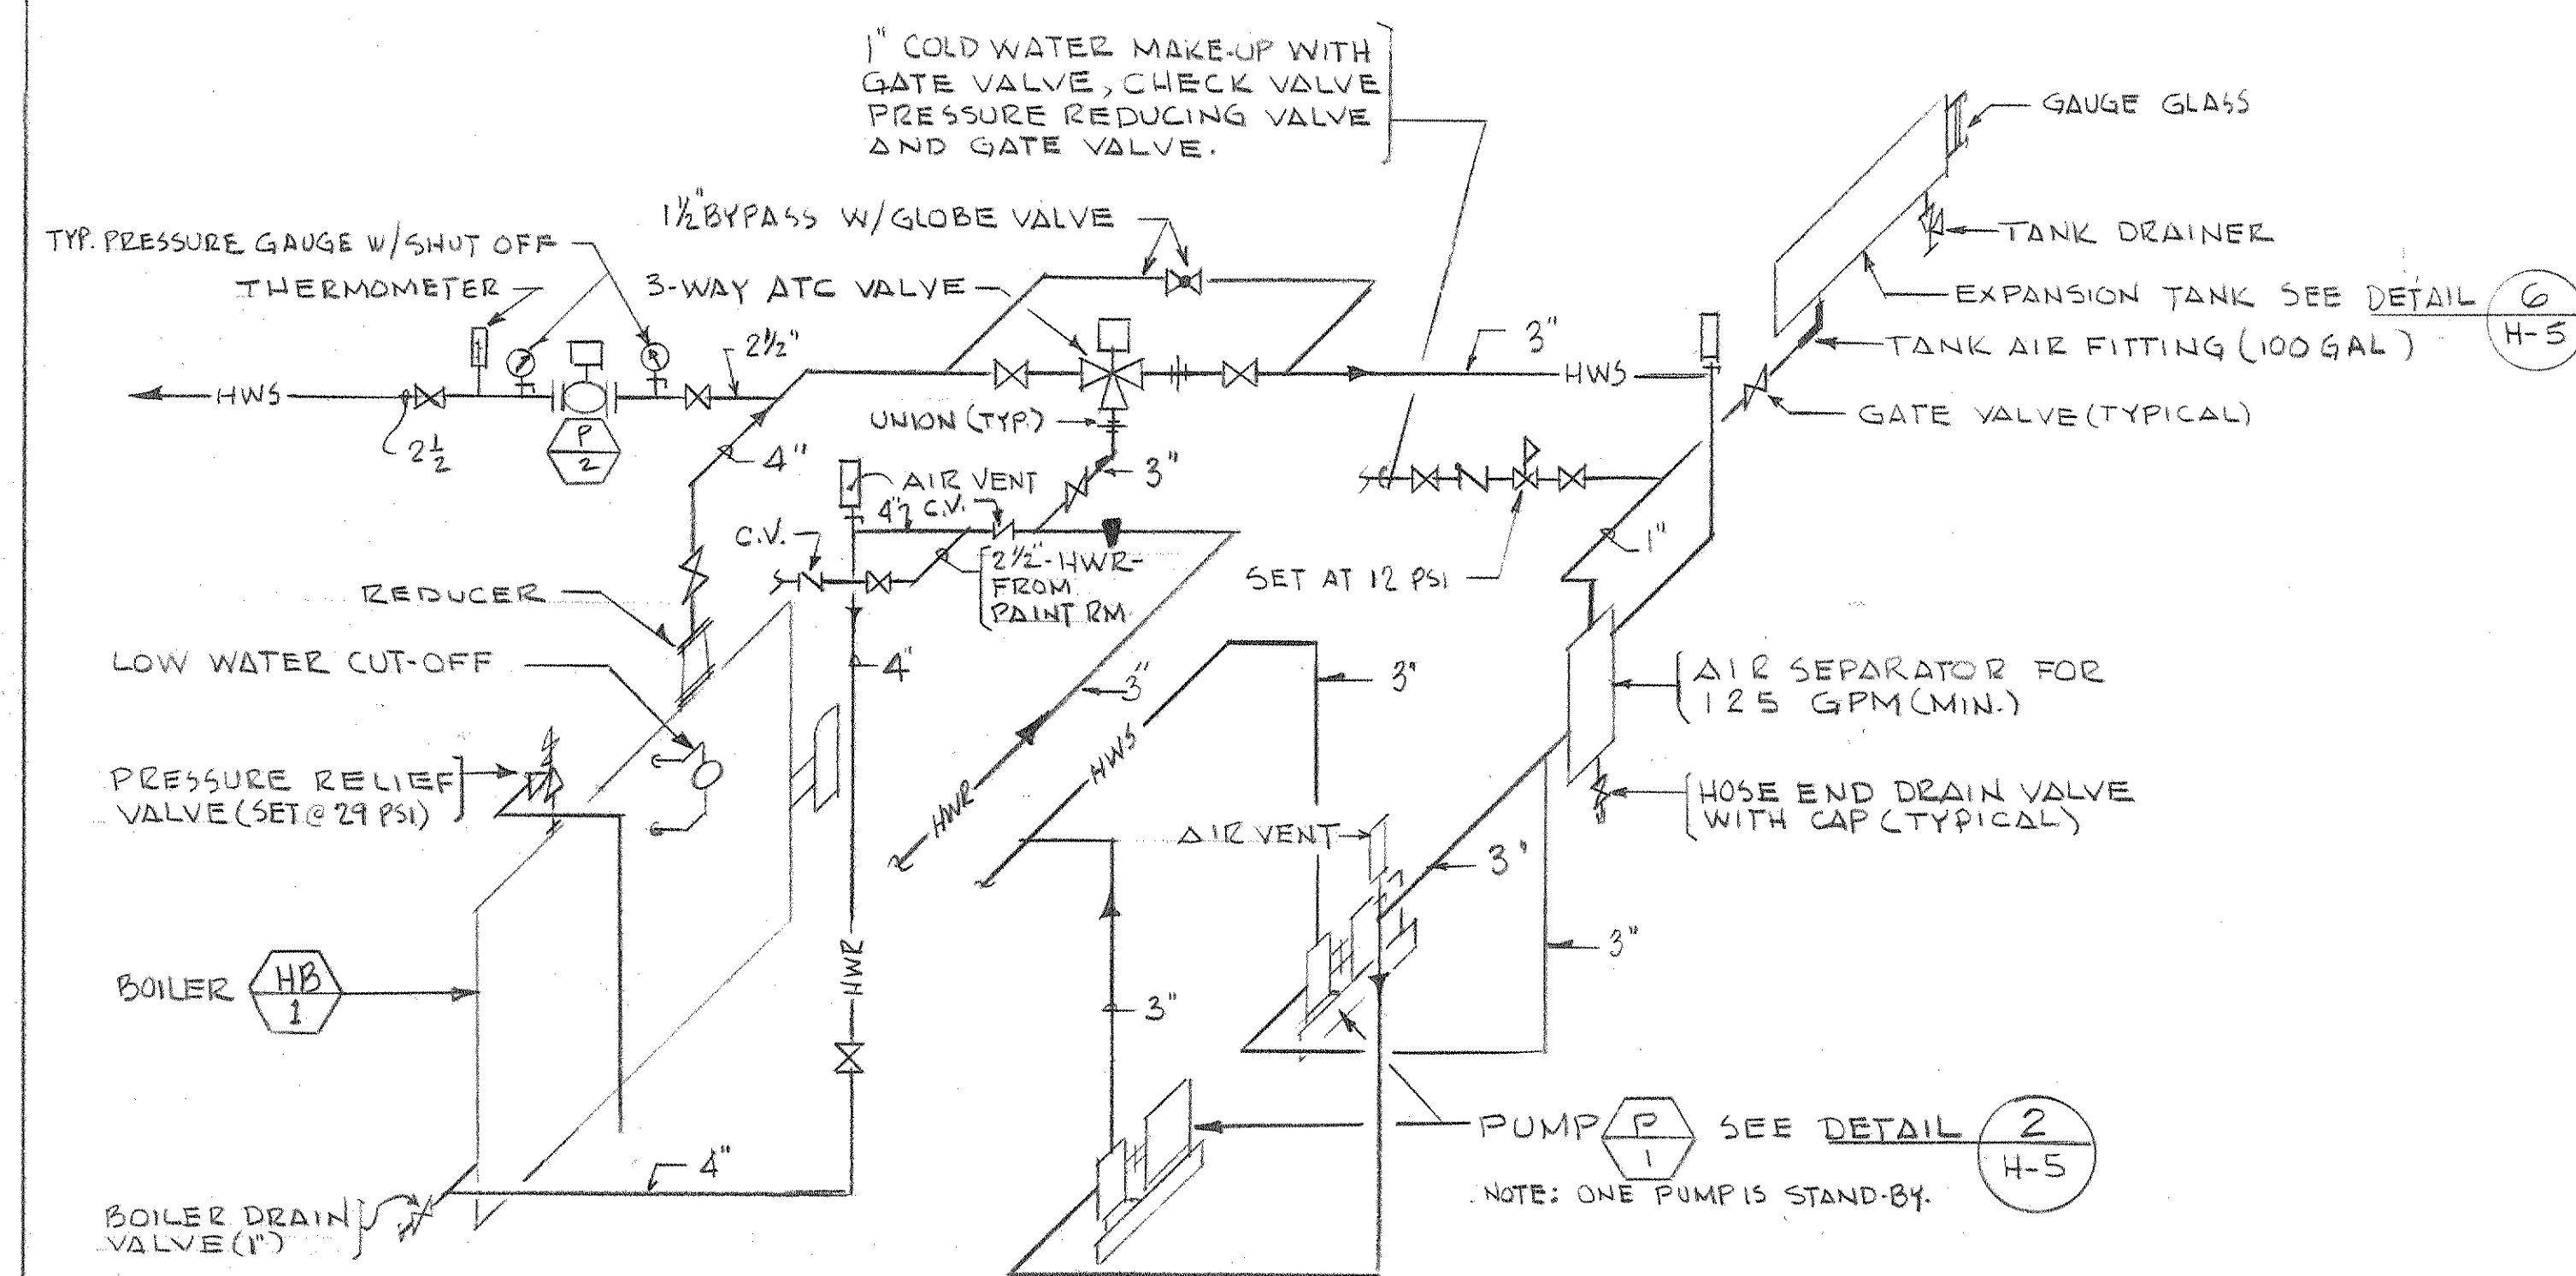 1" COLD WATER MAKE-UP WITH
GATE VALVE, CHECK VALVE
PRESSURE REDUCING VALVE
AND GATE VALVE.
GAUGE GLASS
1½" BYPASS W/GLOBE VALVE
TYP. PRESSURE GAUGE W/SHUT OFF
TANK DRAINER
THERMOMETER
3-WAY ATC VALVE
EXPANSION TANK SEE DETAIL
6
H-5
2½"
3"
TANK AIR FITTING (100 GAL)
HWS
HWS
GATE VALVE (TYPICAL)
UNION (TYP.)
2½
P
2
4"
3"
AIR VENT
4"
C.V.
C.V.
2½"-HWR-
FROM
PAINT RM.
1"
SET AT 12 PSI
REDUCER
LOW WATER CUT-OFF
4"
3"
3"
AIR SEPARATOR FOR
125 GPM (MIN.)
HWS
HWR
PRESSURE RELIEF
VALVE (SET @ 29 PSI)
HOSE END DRAIN VALVE
WITH CAP (TYPICAL)
AIR VENT
3"
3"
BOILER
HB
1
HWR
3"
PUMP
P
1
SEE DETAIL
2
H-5
NOTE: ONE PUMP IS STAND-BY.
4"
BOILER DRAIN
VALVE (1")